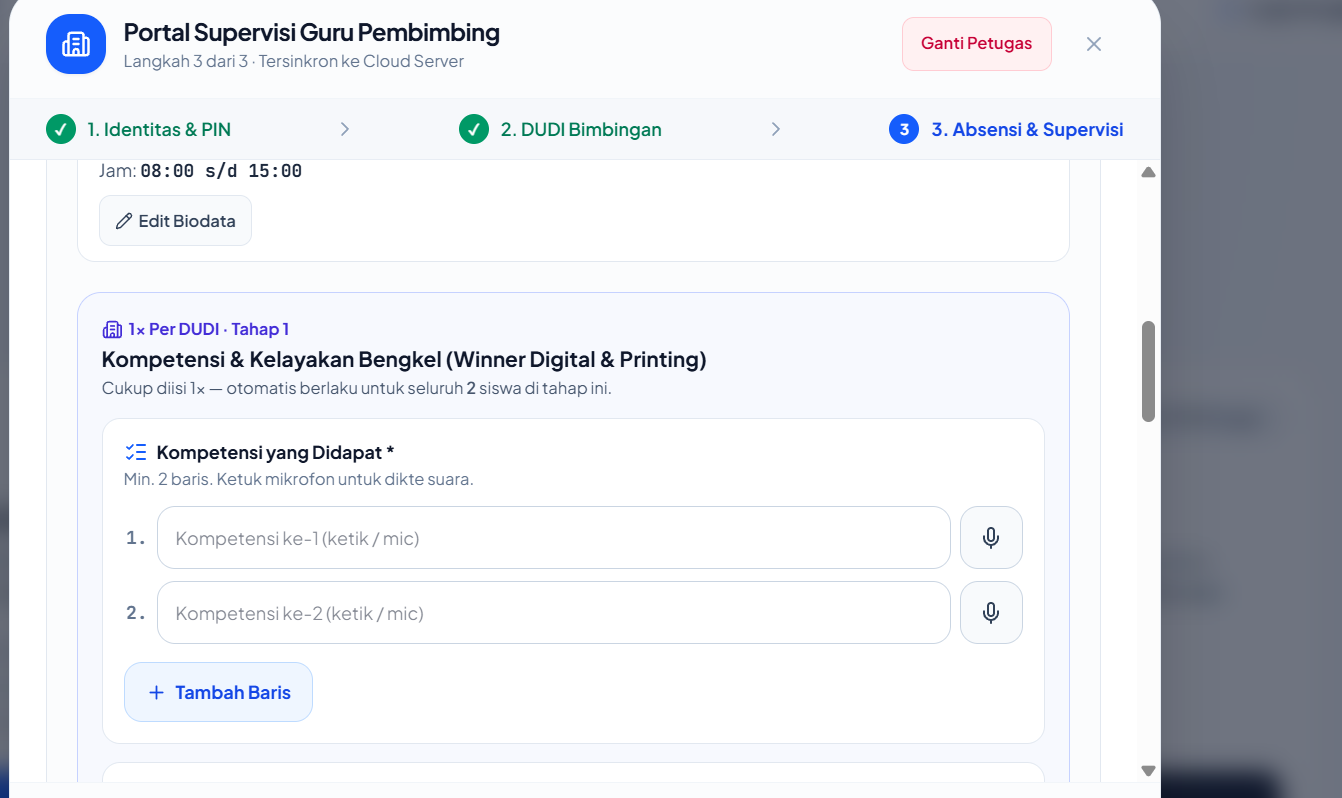 Portal Supervisi Guru Pembimbing
Langkah 3 dari 3 · Tersinkron ke Cloud Server
Ganti Petugas
1. Identitas & PIN
2. DUDI Bimbingan
3 3. Absensi & Supervisi
Jam: 08:00 s/d 15:00
Edit Biodata
1× Per DUDI · Tahap 1
Kompetensi & Kelayakan Bengkel (Winner Digital & Printing)
Cukup diisi 1× — otomatis berlaku untuk seluruh 2 siswa di tahap ini.
Kompetensi yang Didapat *
Min. 2 baris. Ketuk mikrofon untuk dikte suara.
1. Kompetensi ke-1 (ketik / mic)
2. Kompetensi ke-2 (ketik / mic)
+ Tambah Baris